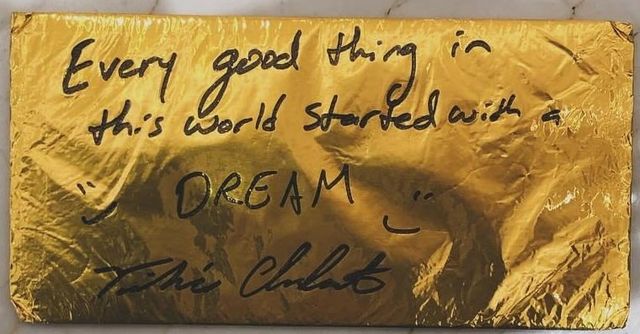 Every good thing in
this world started with a
DREAM